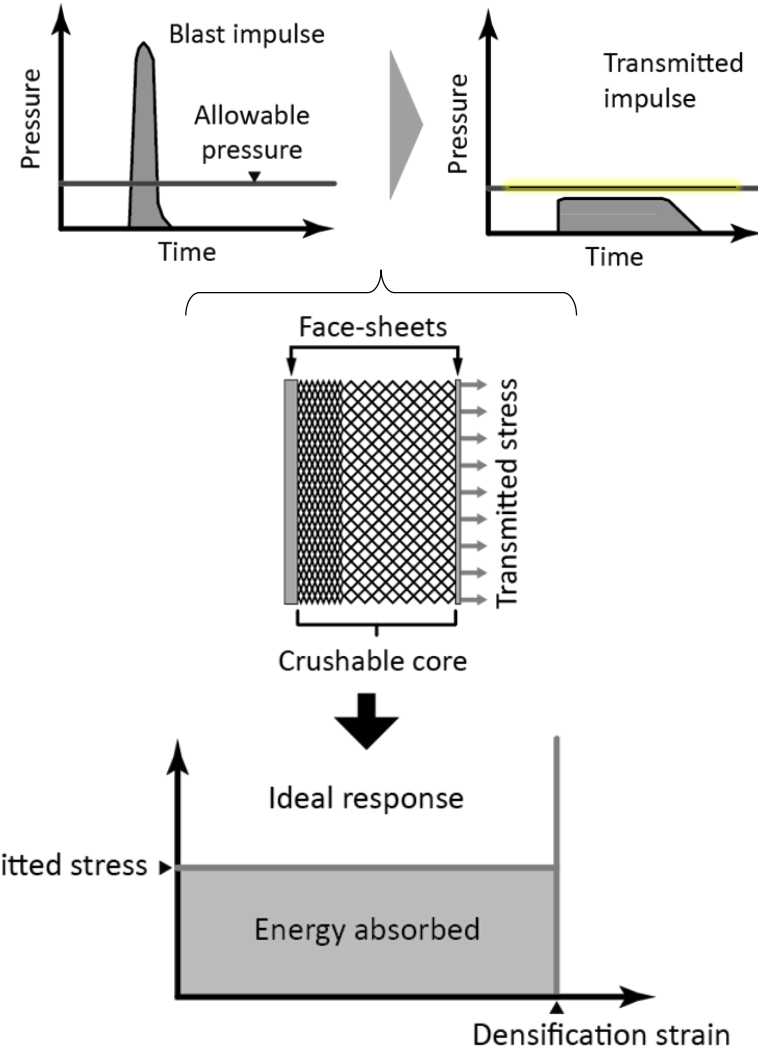 Blast impulse
Allowable
pressure
Pressure
Time
Transmitted
impulse
Pressure
Time
Face-sheets
Transmitted stress
Crushable core
Ideal response
itted stress
Energy absorbed
Densification strain